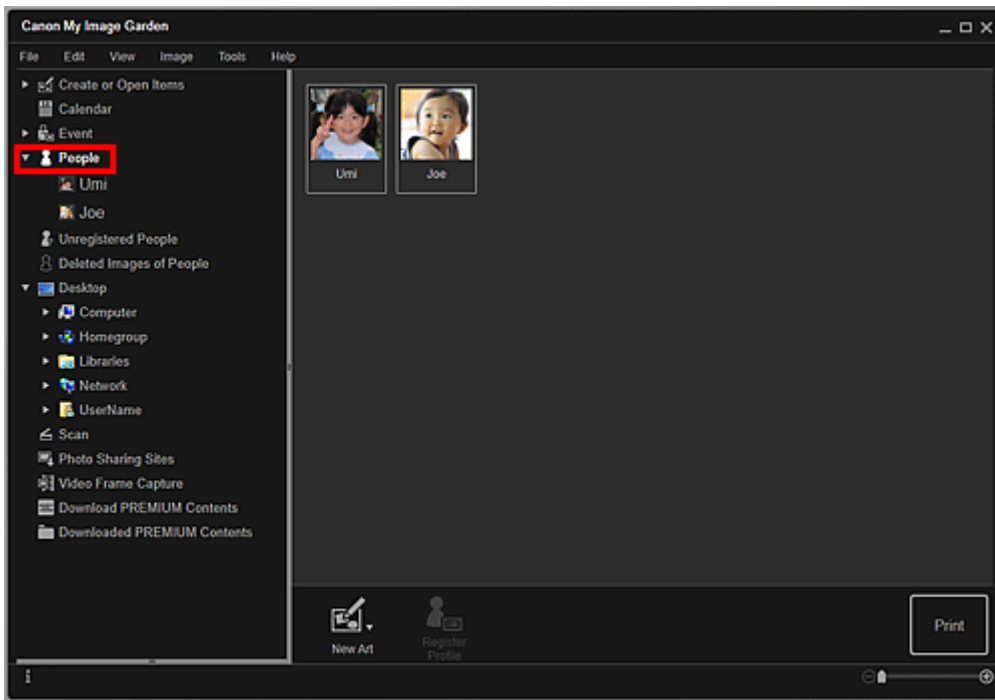 Canon My Image Garden
File Edit View Image Tools Help
Create or Open Items
Calendar
Event
People
Umi
Joe
Unregistered People
Deleted Images of People
Desktop
Computer
Homegroup
Libraries
Network
UserName
Scan
Photo Sharing Sites
Video Frame Capture
Download PREMIUM Contents
Downloaded PREMIUM Contents
Umi
Joe
New Art
Register
Profile
Print